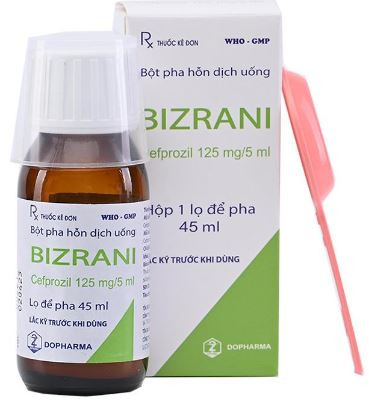 Rx THUỐC KÊ ĐƠN WHO - GMP
Bột pha hỗn dịch uống
BIZRANI
Cefprozil 125 mg/5 ml
Hộp 1 lọ để pha
45 ml
LẮC KỸ TRƯỚC KHI DÙNG
DOPHARMA
Rx THUỐC KÊ ĐƠN WHO - GMP
Bột pha hỗn dịch uống
BIZRANI
Cefprozil 125 mg/5 ml
Lọ để pha 45 ml
LẮC KỸ TRƯỚC KHI DÙNG
2
DOPHARMA